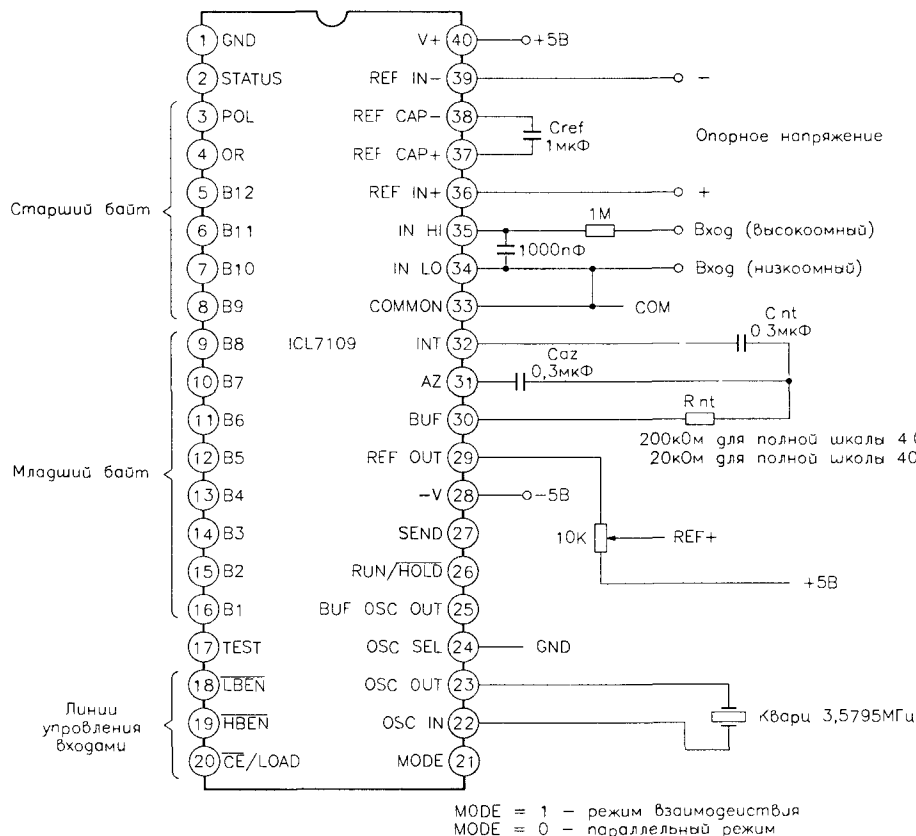 1 GND
V+ 40
+5В
2 STATUS
REF IN- 39
-
3 POL
REF CAP- 38
Cref
1мкФ
Опорное напряжение
4 OR
REF CAP+ 37
5 B12
REF IN+ 36
+
Старший байт
6 B11
IN HI 35
1М
Вход (высокоомный)
1000пФ
7 B10
IN LO 34
Вход (низкоомный)
8 B9
COMMON 33
COM
9 B8
ICL7109
INT 32
C nt
0 3мкФ
10 B7
AZ 31
Caz
0,3мкФ
11 B6
BUF 30
R nt
200кОм для полной шкалы 4
20кОм для полной шкалы 40
Младший байт
12 B5
REF OUT 29
13 B4
-V 28
-5В
14 B3
SEND 27
10K
REF+
15 B2
RUN/HOLD 26
+5В
16 B1
BUF OSC OUT 25
17 TEST
OSC SEL 24
GND
18 LBEN
OSC OUT 23
Линии
управления
входами
19 HBEN
OSC IN 22
Кварц 3,5795МГц
20 CE/LOAD
MODE 21
MODE = 1 - режим взаимодеиствия
MODE = 0 - параллельный режим